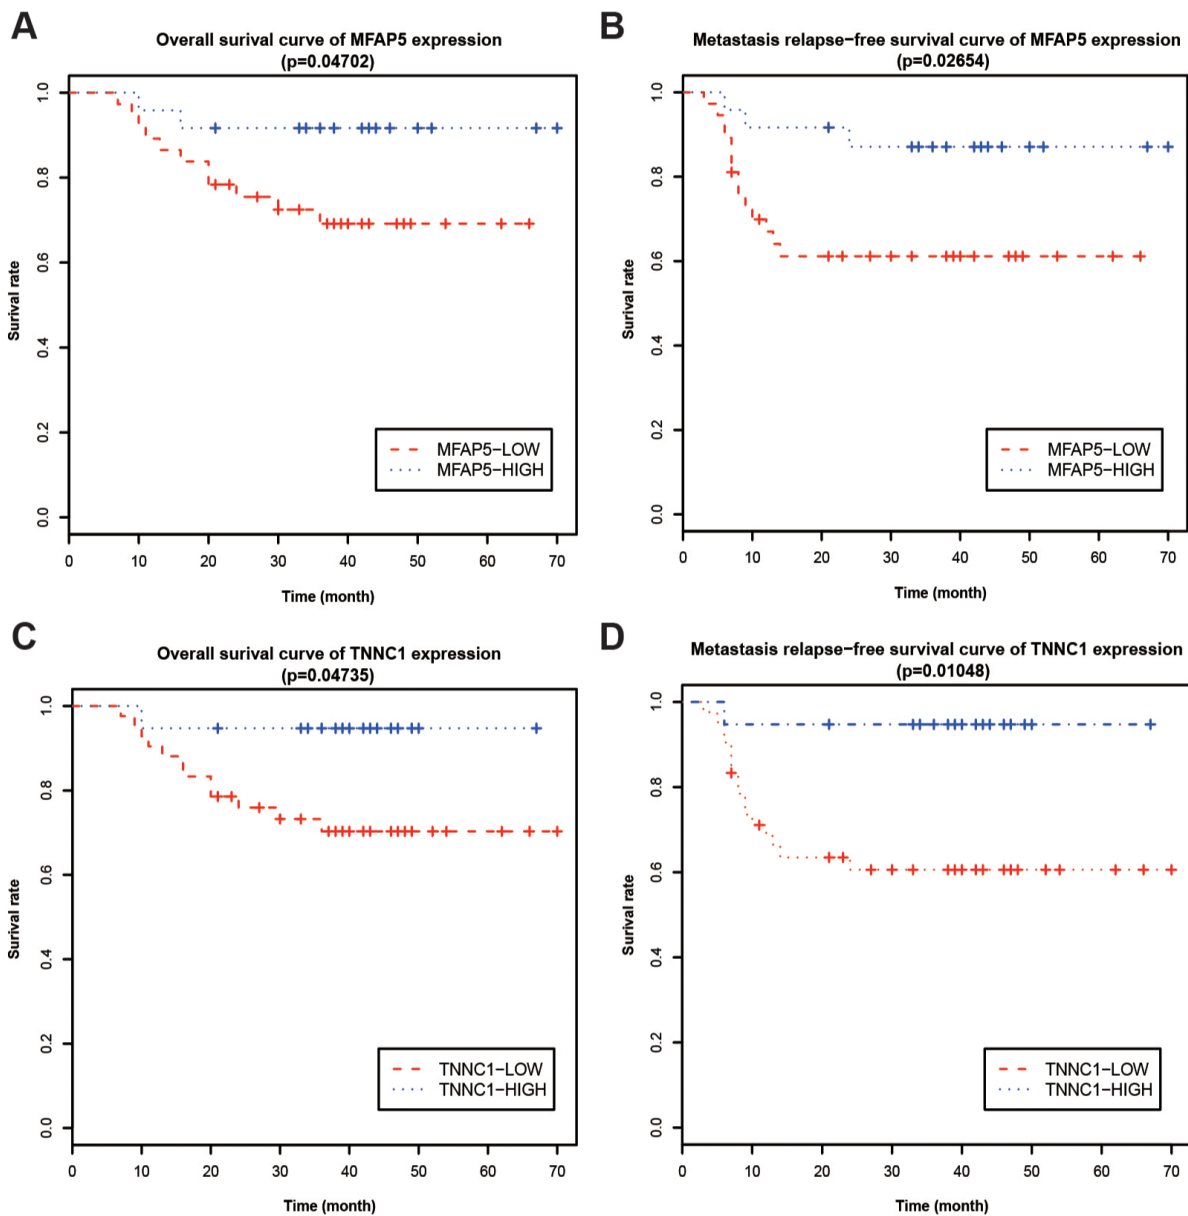 A
Overall surival curve of MFAP5 expression
(p=0.04702)
1.0
0.8
0.6
0.4
0.2
0.0
Surival rate
MFAP5−LOW
MFAP5−HIGH
0 10 20 30 40 50 60 70
Time (month)
B
Metastasis relapse−free survival curve of MFAP5 expression
(p=0.02654)
1.0
0.8
0.6
0.4
0.2
0.0
Surival rate
MFAP5−LOW
MFAP5−HIGH
0 10 20 30 40 50 60 70
Time (month)
C
Overall surival curve of TNNC1 expression
(p=0.04735)
1.0
0.8
0.6
0.4
0.2
0.0
Surival rate
TNNC1−LOW
TNNC1−HIGH
0 10 20 30 40 50 60 70
Time (month)
D
Metastasis relapse−free survival curve of TNNC1 expression
(p=0.01048)
1.0
0.8
0.6
0.4
0.2
0.0
Surival rate
TNNC1−LOW
TNNC1−HIGH
0 10 20 30 40 50 60 70
Time (month)